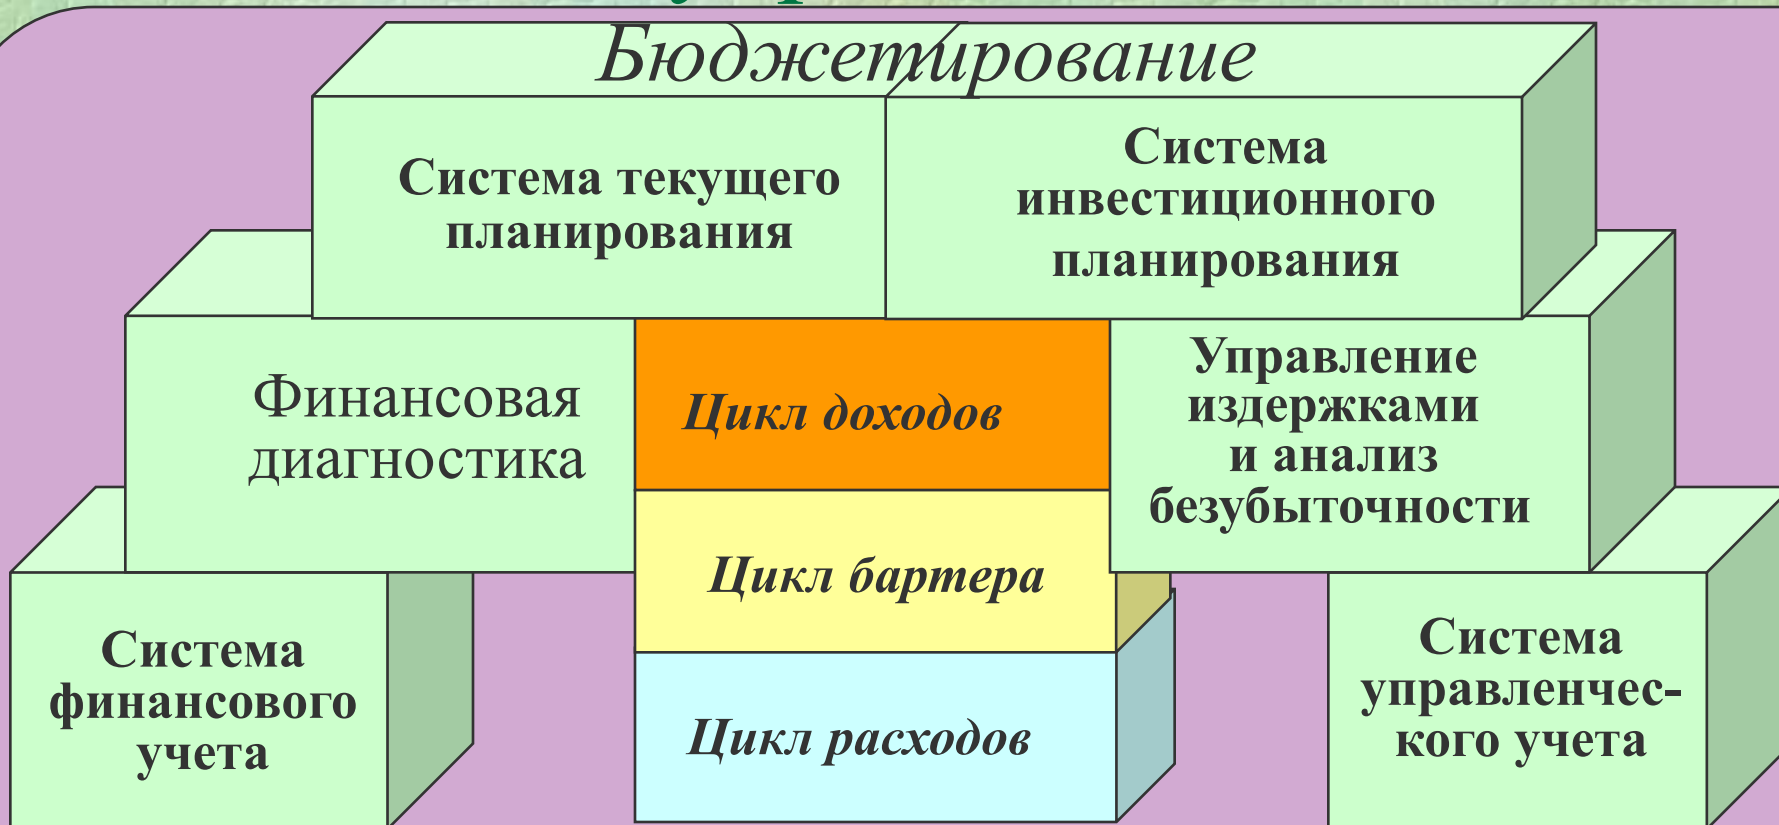 Бюджетирование
Система текущего
планирования
Система
инвестиционного
планирования
Финансовая
диагностика
Цикл доходов
Управление
издержками
и анализ
безубыточности
Цикл бартера
Система
финансового
учета
Цикл расходов
Система
управленчес-
кого учета